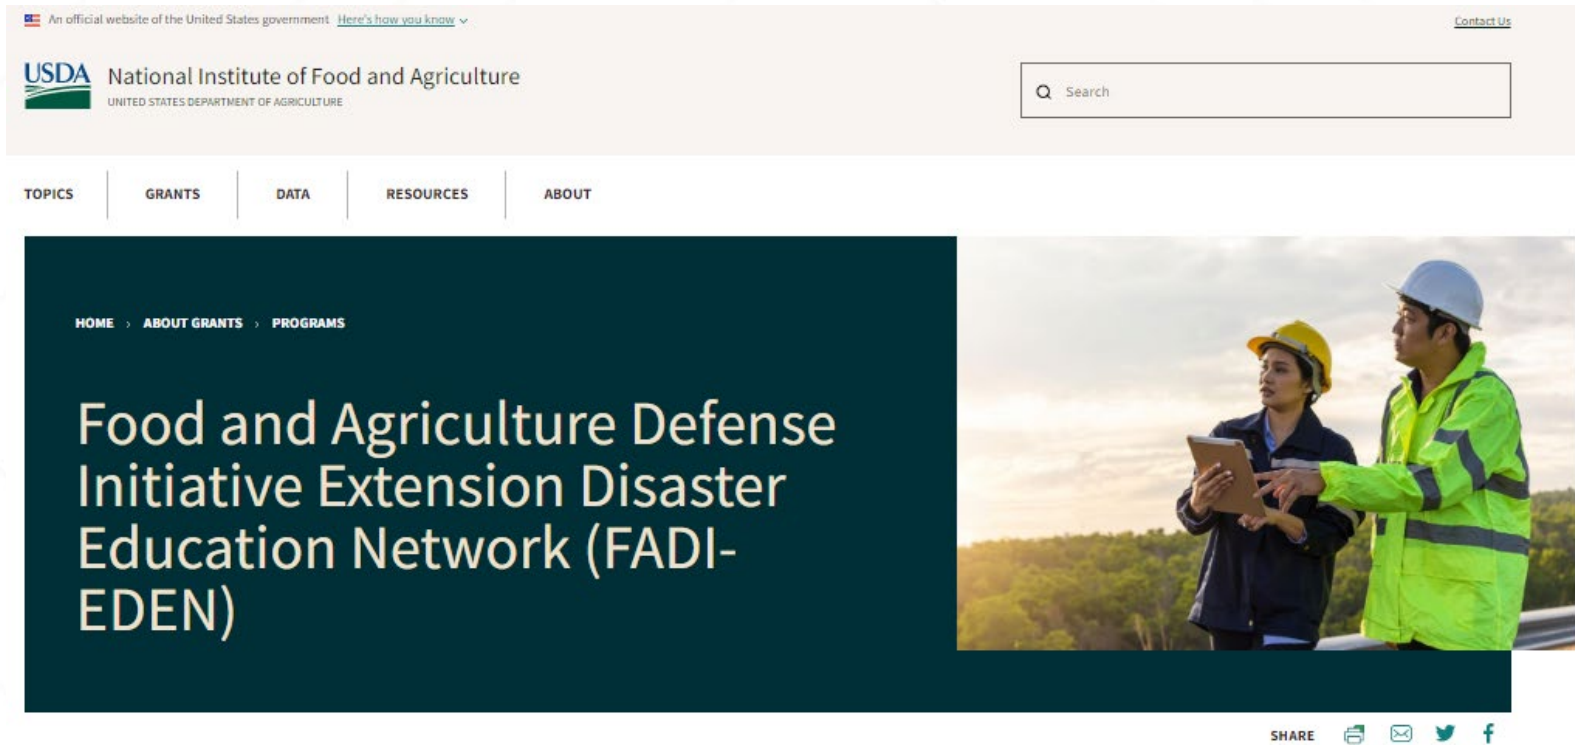 An official website of the United States government Here's how you know
Contact Us
USDA
National Institute of Food and Agriculture
UNITED STATES DEPARTMENT OF AGRICULTURE
Search
TOPICS GRANTS DATA RESOURCES ABOUT
HOME › ABOUT GRANTS › PROGRAMS
Food and Agriculture Defense
Initiative Extension Disaster
Education Network (FADI-
EDEN)
SHARE